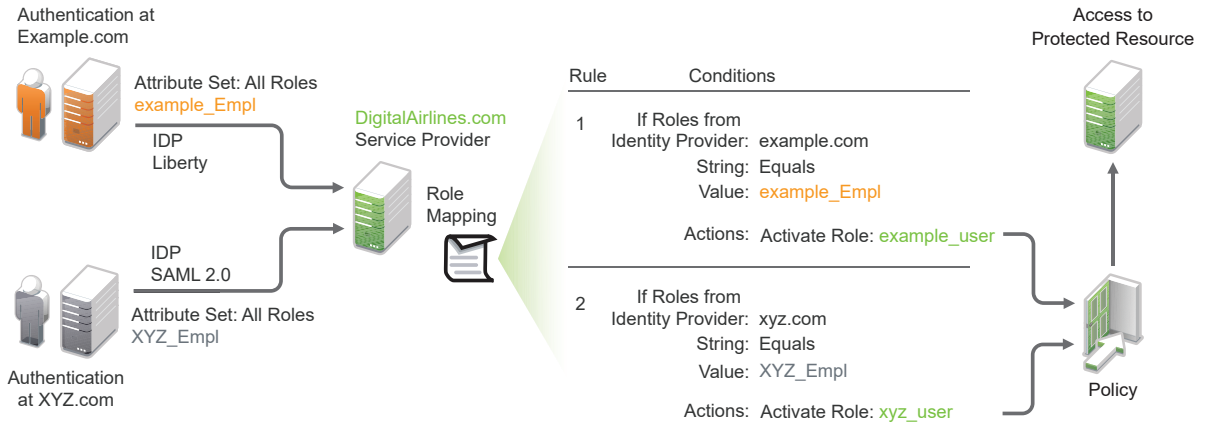 Authentication at
Example.com
Attribute Set: All Roles
example_Empl
IDP
Liberty
DigitalAirlines.com
Service Provider
Role
Mapping
IDP
SAML 2.0
Attribute Set: All Roles
XYZ_Empl
Authentication
at XYZ.com
Rule Conditions
1 If Roles from
Identity Provider: example.com
String: Equals
Value: example_Empl
Actions: Activate Role: example_user
2 If Roles from
Identity Provider: xyz.com
String: Equals
Value: XYZ_Empl
Actions: Activate Role: xyz_user
Access to
Protected Resource
Policy